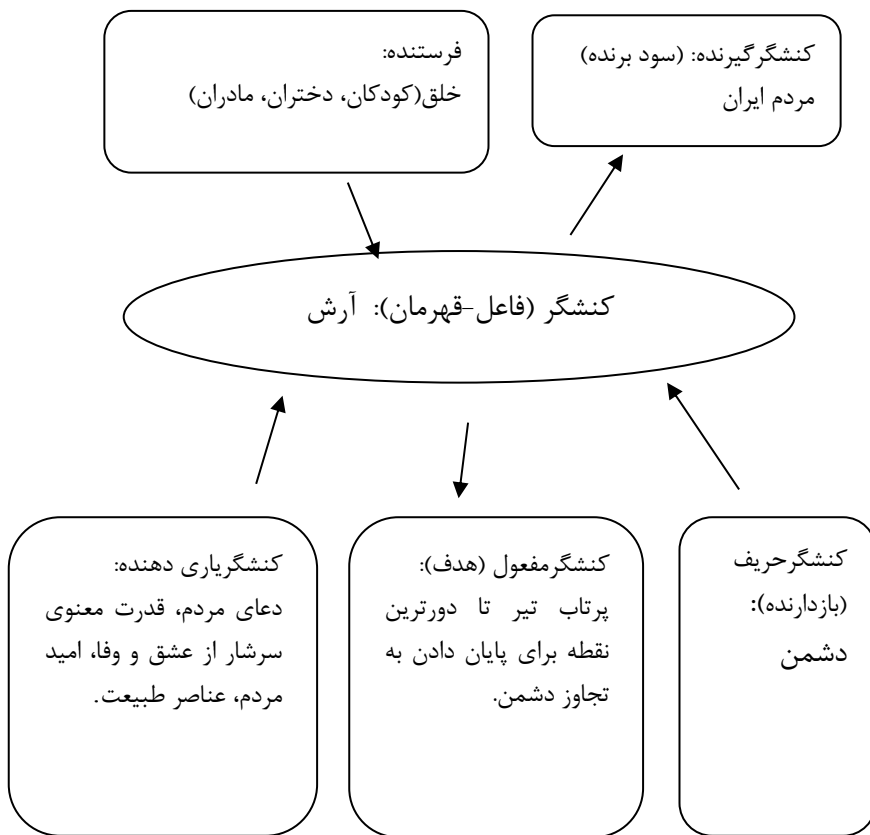 کنشگرگیرنده: (سود برنده)
مردم ایران
فرستنده:
خلق(کودکان، دختران، مادران)
کنشگر (فاعل-قهرمان): آرش
کنشگرحریف
(بازدارنده):
دشمن
کنشگرمفعول (هدف):
پرتاب تیر تا دورترین
نقطه برای پایان دادن به
تجاوز دشمن.
کنشگریاری دهنده:
دعای مردم، قدرت معنوی
سرشار از عشق و وفا، امید
مردم، عناصر طبیعت.